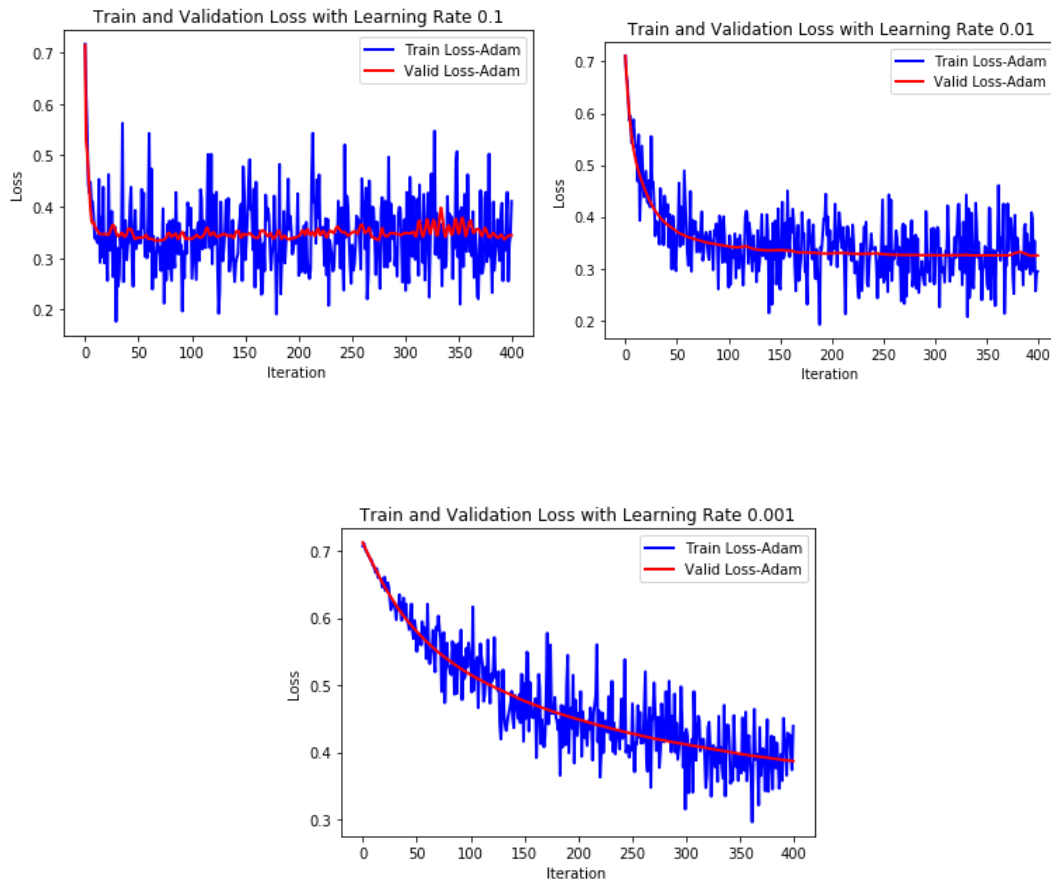 Train and Validation Loss with Learning Rate 0.1
Train Loss-Adam
Valid Loss-Adam
0.7
0.6
0.5
0.4
0.3
0.2
Loss
0 50 100 150 200 250 300 350 400
Iteration
Train and Validation Loss with Learning Rate 0.01
Train Loss-Adam
Valid Loss-Adam
0.7
0.6
0.5
0.4
0.3
0.2
Loss
0 50 100 150 200 250 300 350 400
Iteration
Train and Validation Loss with Learning Rate 0.001
Train Loss-Adam
Valid Loss-Adam
0.7
0.6
0.5
0.4
0.3
Loss
0 50 100 150 200 250 300 350 400
Iteration